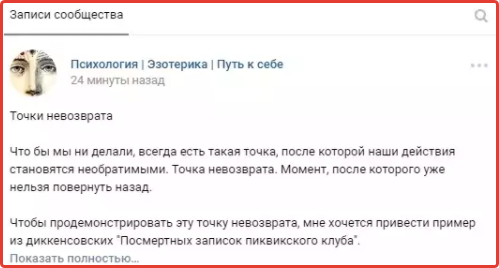 Записи сообщества
Психология | Эзотерика | Путь к себе
24 минуты назад
Точки невозврата
Что бы мы ни делали, всегда есть такая точка, после которой наши действия
становятся необратимыми. Точка невозврата. Момент, после которого уже
нельзя повернуть назад.
Чтобы продемонстрировать эту точку невозврата, мне хочется привести пример
из диккенсовских "Посмертных записок пиквикского клуба".
Показать полностью…